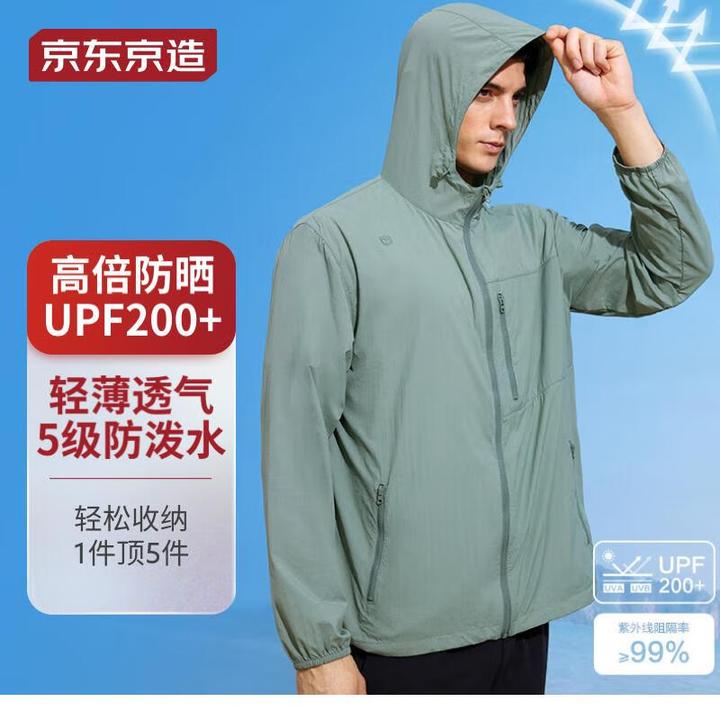 京东京造
高倍防晒
UPF200+
轻薄透气
5级防泼水
轻松收纳
1件顶5件
UPF
200+
UVA UVB
紫外线阻隔率
≥99%